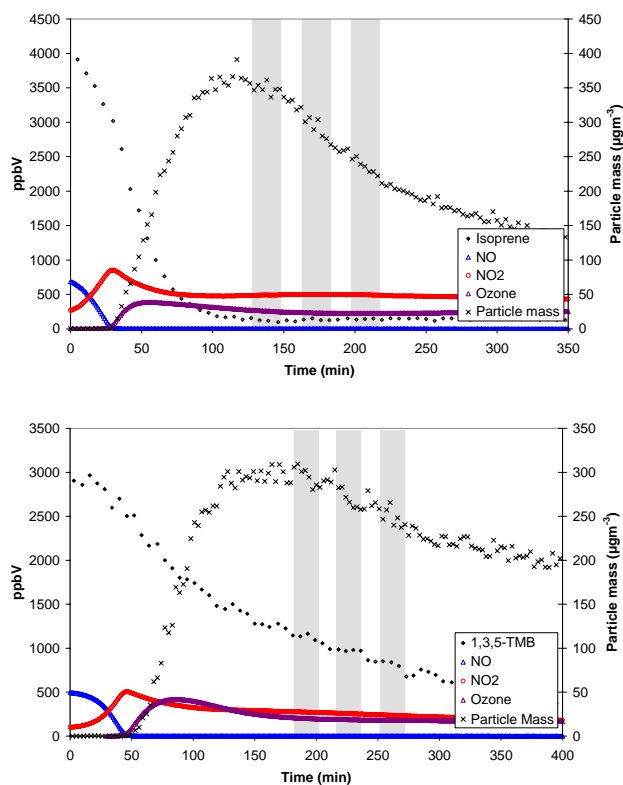 4500
4000
3500
3000
2500
2000
1500
1000
500
0
ppbV
450
400
350
300
250
200
150
100
50
0
Particle mass (µgm-3)
Isoprene
NO
NO2
Ozone
Particle mass
0 50 100 150 200 250 300 350
Time (min)
3500
3000
2500
2000
1500
1000
500
0
ppbV
350
300
250
200
150
100
50
0
Particle mass (µgm-3)
1,3,5-TMB
NO
NO2
Ozone
Particle Mass
0 50 100 150 200 250 300 350 400
Time (min)